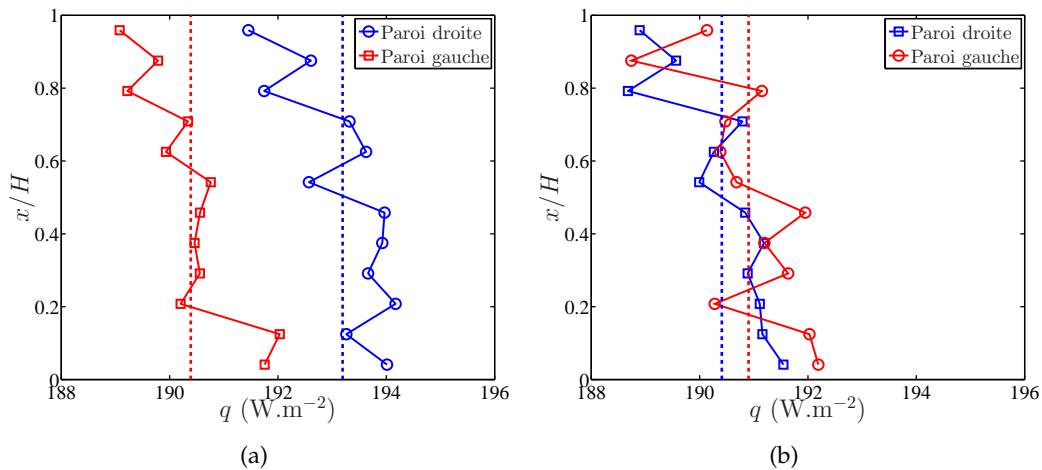 1
0.8
0.6
0.4
0.2
0
x/H
188
190
192
194
196
q (W.m⁻²)
Paroi droite
Paroi gauche
(a)
1
0.8
0.6
0.4
0.2
0
x/H
188
190
192
194
196
q (W.m⁻²)
Paroi droite
Paroi gauche
(b)